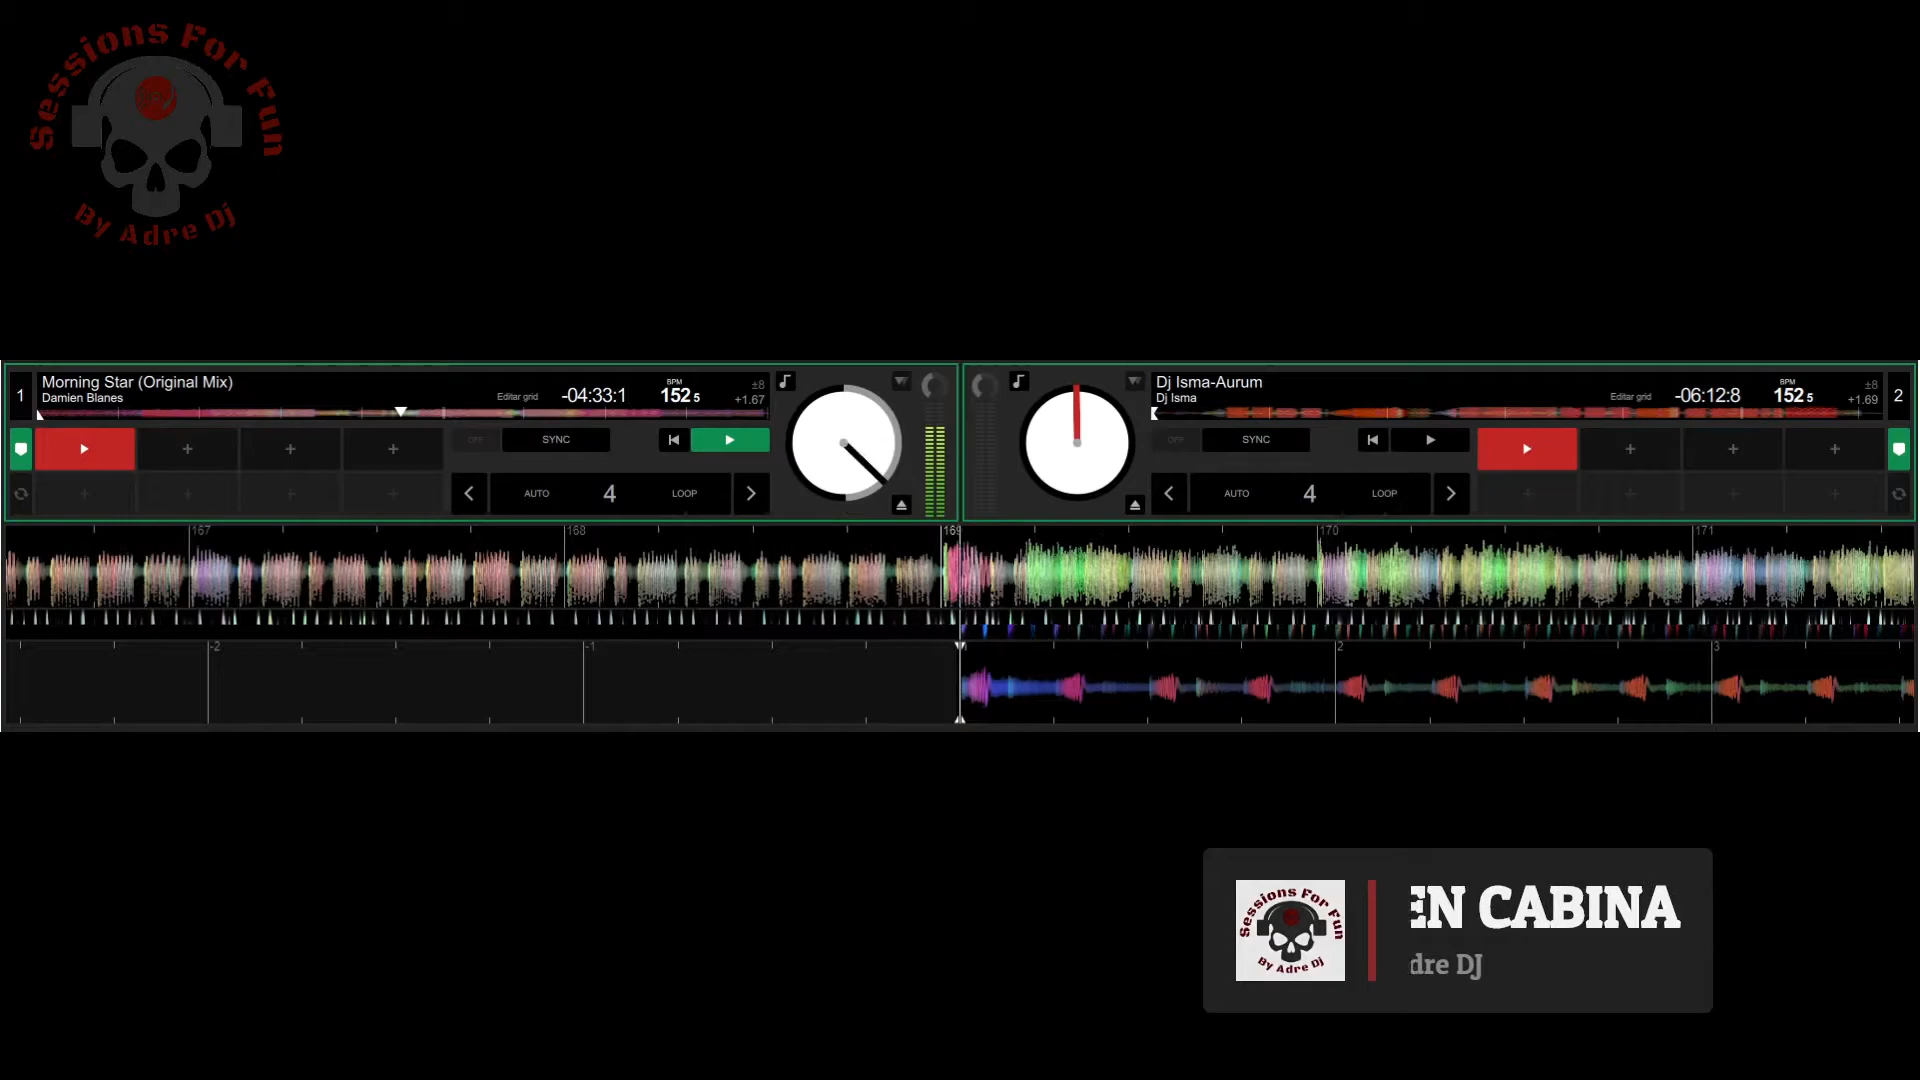 Sessions For Fun
By Adre Dj
1
Morning Star (Original Mix)
Damien Blanes
Editar grid
-04:33:1
BPM
152 5
±8
+1.67
OFF
SYNC
AUTO
4
LOOP
Dj Isma-Aurum
Dj Isma
Editar grid
-06:12:8
BPM
152 5
±8
+1.69
2
OFF
SYNC
AUTO
4
LOOP
167
168
169
170
171
-2
-1
2
3
Sessions For Fun
By Adre Dj
EN CABINA
dre DJ